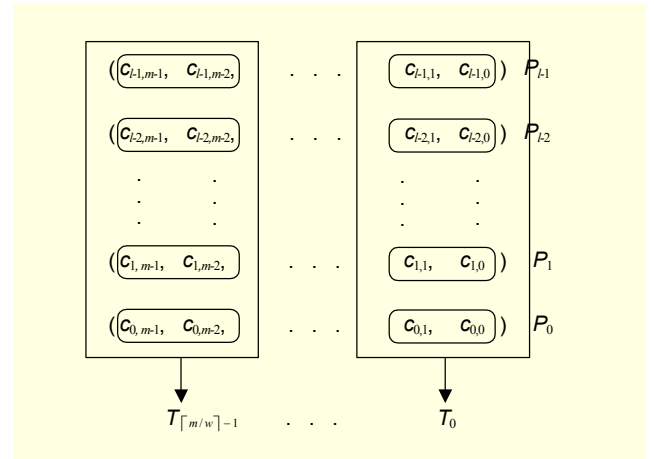 (c_{l-1,m-1}, c_{l-1,m-2}, . . . c_{l-1,1}, c_{l-1,0}) P_{l-1}
(c_{l-2,m-1}, c_{l-2,m-2}, . . . c_{l-2,1}, c_{l-2,0}) P_{l-2}
. . . .
. . . .
. . . .
(c_{1,m-1}, c_{1,m-2}, . . . c_{1,1}, c_{1,0}) P_1
(c_{0,m-1}, c_{0,m-2}, . . . c_{0,1}, c_{0,0}) P_0
T_{⌈m/w⌉-1} . . . T_0